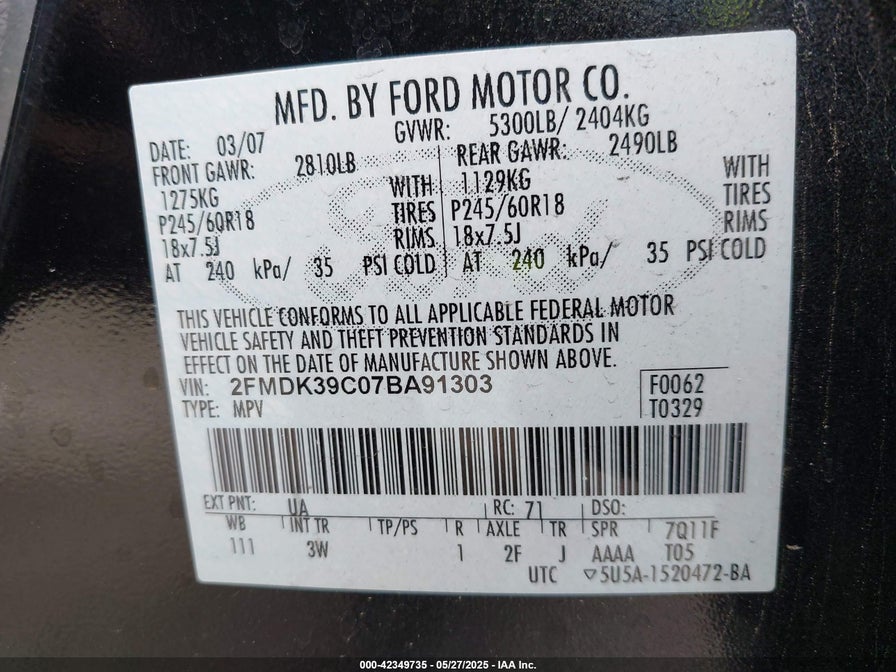 MFD. BY FORD MOTOR CO.
DATE: 03/07 GVWR: 5300LB/ 2404KG
FRONT GAWR: 2810LB REAR GAWR: 2490LB
1275KG WITH 1129KG WITH
P245/60R18 TIRES P245/60R18 TIRES
18x7.5J RIMS 18x7.5J RIMS
AT 240 kPa/ 35 PSI COLD AT 240 kPa/ 35 PSI COLD
THIS VEHICLE CONFORMS TO ALL APPLICABLE FEDERAL MOTOR
VEHICLE SAFETY AND THEFT PREVENTION STANDARDS IN
EFFECT ON THE DATE OF MANUFACTURE SHOWN ABOVE.
VIN: 2FMDK39C07BA91303 F0062
TYPE: MPV T0329
EXT PNT: UA RC: 71 DSO:
WB INT TR TP/PS R AXLE TR SPR 7Q11F
111 3W 1 2F J AAAA T05
UTC ▽5U5A-1520472-BA
000-42349735 - 05/27/2025 - IAA Inc.